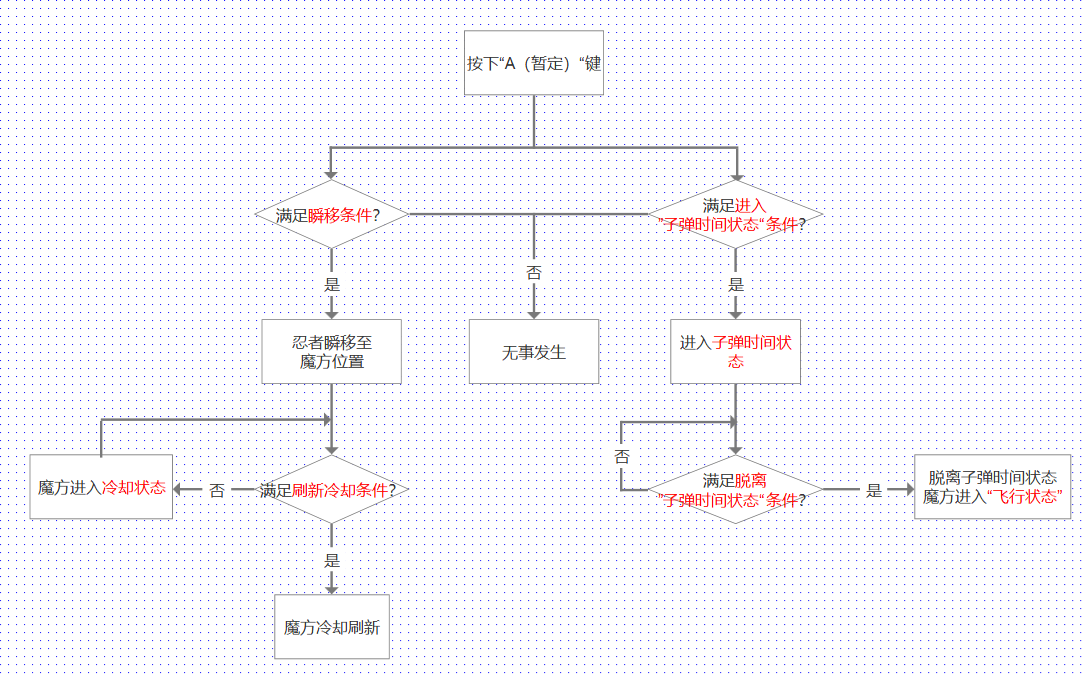 按下“A（暂定）“键
满足瞬移条件？
满足进入
”子弹时间状态“条件？
是
否
是
忍者瞬移至
魔方位置
无事发生
进入子弹时间状
态
否
魔方进入冷却状态
否
满足刷新冷却条件？
满足脱离
”子弹时间状态“条件？
是
脱离子弹时间状态
魔方进入“飞行状态”
是
魔方冷却刷新